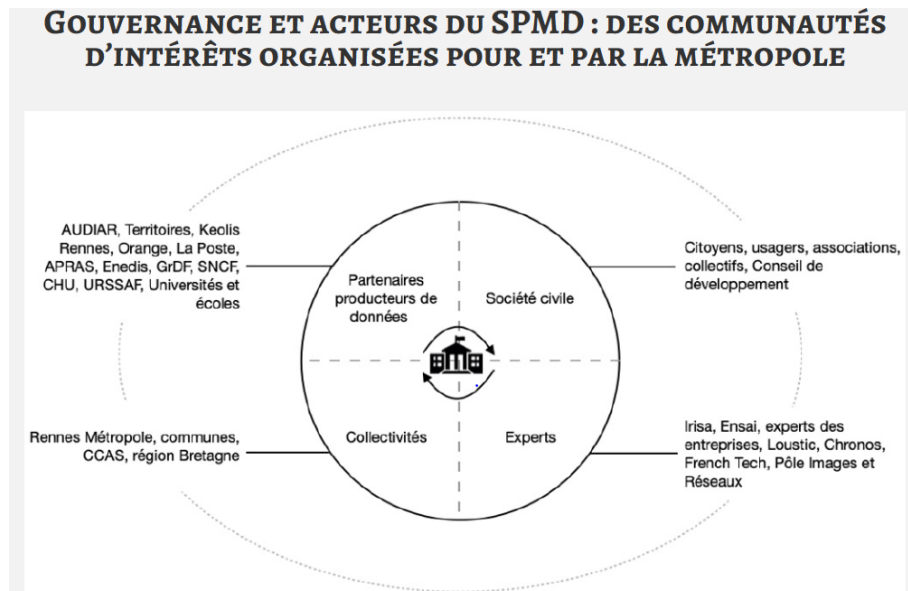 GOUVERNANCE ET ACTEURS DU SPMD : DES COMMUNAUTÉS
D'INTÉRÊTS ORGANISÉES POUR ET PAR LA MÉTROPOLE
AUDIAR, Territoires, Keolis
Rennes, Orange, La Poste,
APRAS, Enedis, GrDF, SNCF,
CHU, URSSAF, Universités et
écoles
Partenaires
producteurs de
données
Société civile
Citoyens, usagers, associations,
collectifs, Conseil de
développement
Rennes Métropole, communes,
CCAS, région Bretagne
Collectivités
Experts
Irisa, Ensai, experts des
entreprises, Loustic, Chronos,
French Tech, Pôle Images et
Réseaux